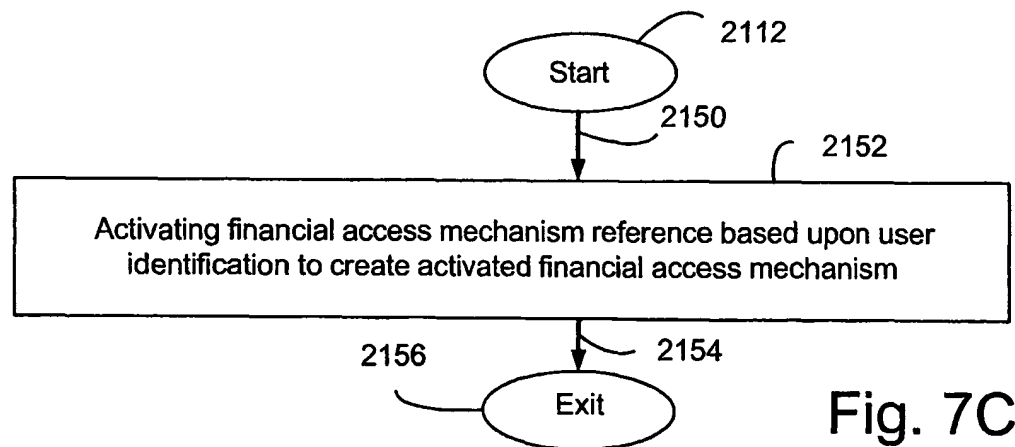 2112
Start
2150
2152
Activating financial access mechanism reference based upon user
identification to create activated financial access mechanism
2156
2154
Exit
Fig. 7C